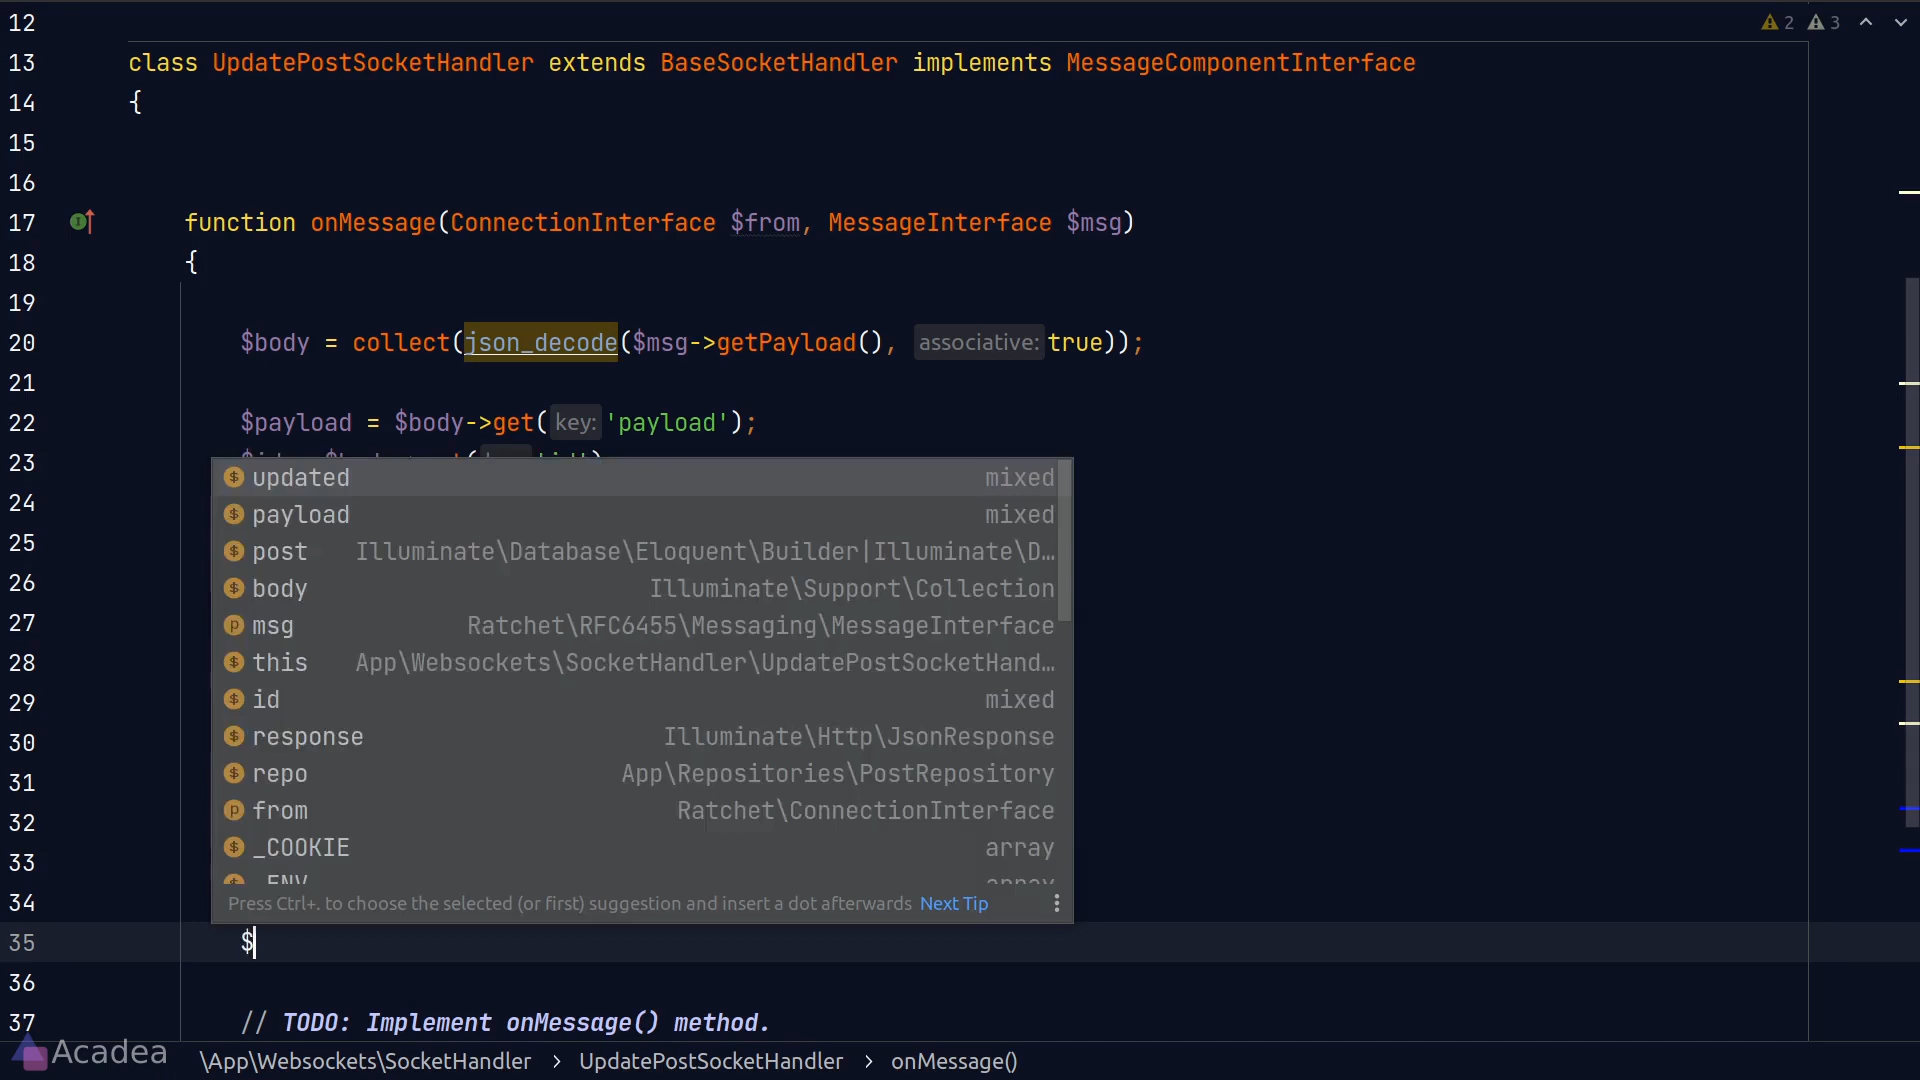 12
2 3
13 class UpdatePostSocketHandler extends BaseSocketHandler implements MessageComponentInterface
14 {
15
16
17 function onMessage(ConnectionInterface $from, MessageInterface $msg)
18 {
19
20 $body = collect(json_decode($msg->getPayload(), associative: true));
21
22 $payload = $body->get( key: 'payload');
23
updated mixed
24
payload mixed
25
post Illuminate\Database\Eloquent\Builder|Illuminate\D…
26
body Illuminate\Support\Collection
27
msg Ratchet\RFC6455\Messaging\MessageInterface
28
this App\Websockets\SocketHandler\UpdatePostSocketHand…
29
id mixed
30
response Illuminate\Http\JsonResponse
31
repo App\Repositories\PostRepository
32
from Ratchet\ConnectionInterface
33
_COOKIE array
_ENV array
34
Press Ctrl+. to choose the selected (or first) suggestion and insert a dot afterwards Next Tip
35 $
36
37 // TODO: Implement onMessage() method.
Acadea
\App\Websockets\SocketHandler > UpdatePostSocketHandler > onMessage()